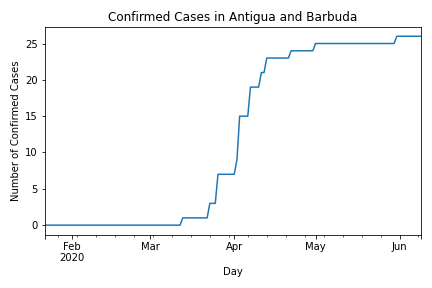 Confirmed Cases in Antigua and Barbuda
Number of Confirmed Cases
25
20
15
10
5
0
Feb Mar Apr May Jun
2020
Day